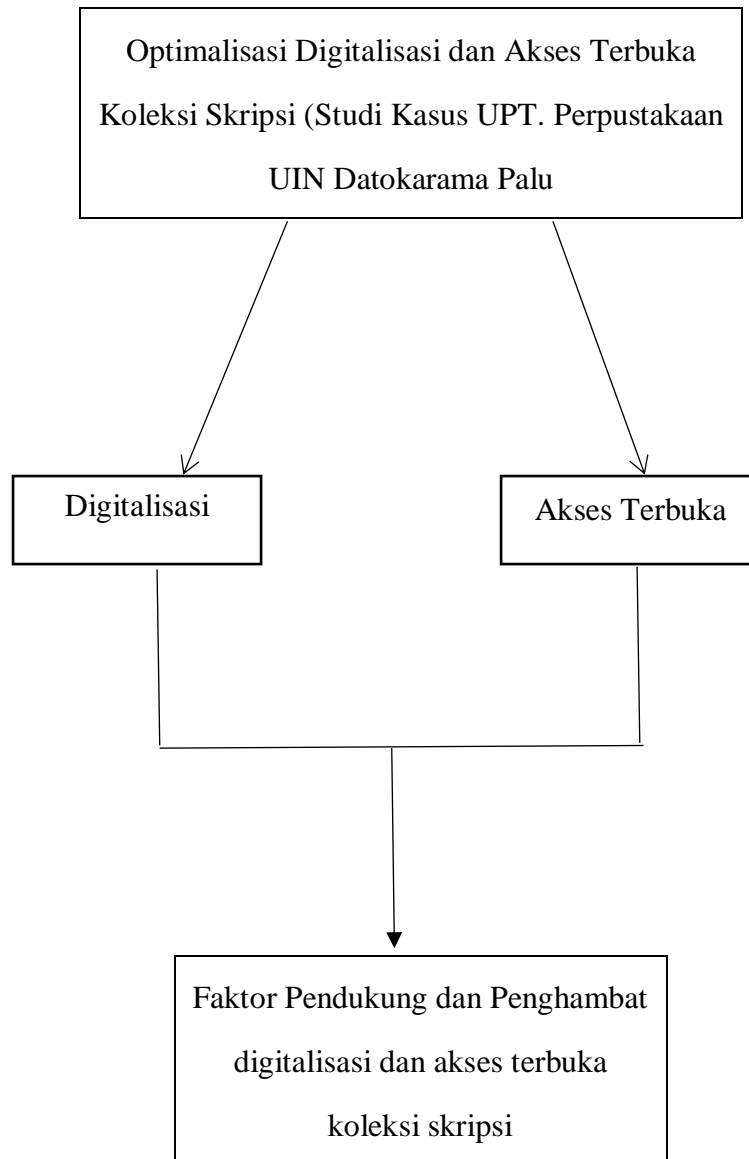 Optimalisasi Digitalisasi dan Akses Terbuka
Koleksi Skripsi (Studi Kasus UPT. Perpustakaan
UIN Datokarama Palu
Digitalisasi
Akses Terbuka
Faktor Pendukung dan Penghambat
digitalisasi dan akses terbuka
koleksi skripsi